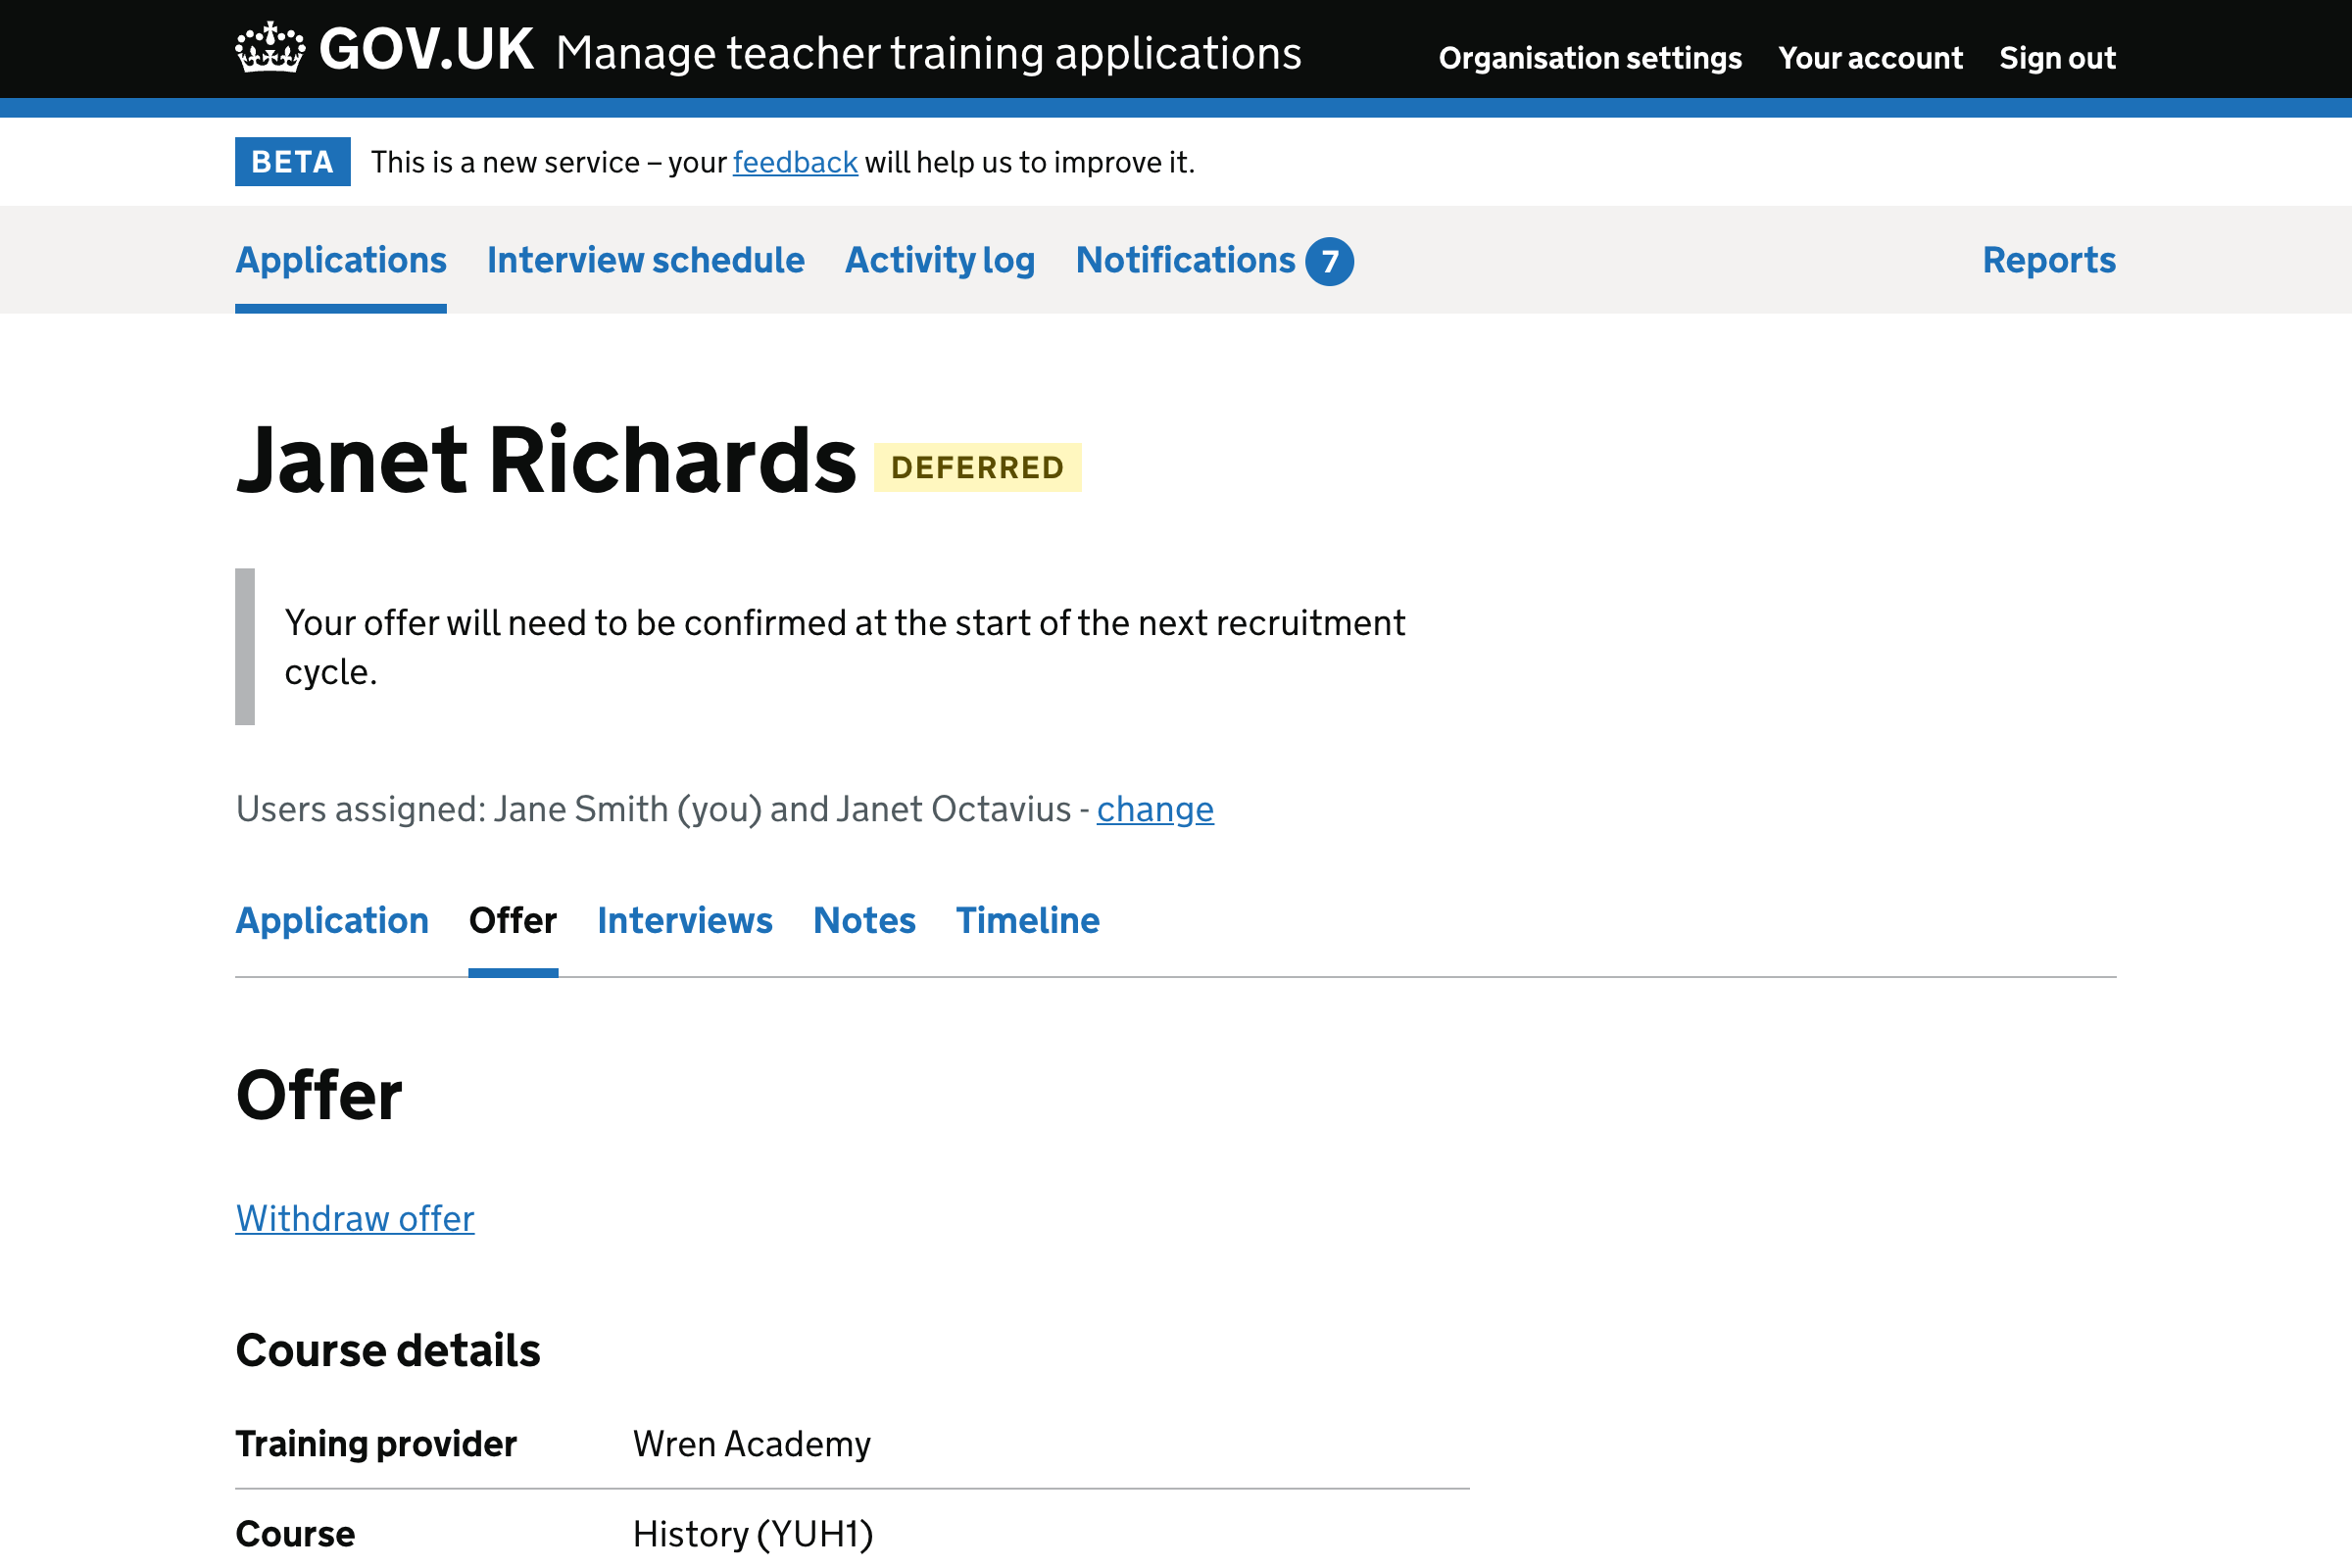 GOV.UK Manage teacher training applications Organisation settings Your account Sign out
BETA This is a new service – your feedback will help us to improve it.
Applications Interview schedule Activity log Notifications 7 Reports
Janet Richards DEFERRED
Your offer will need to be confirmed at the start of the next recruitment
cycle.
Users assigned: Jane Smith (you) and Janet Octavius - change
Application Offer Interviews Notes Timeline
Offer
Withdraw offer
Course details
Training provider Wren Academy
Course History (YUH1)